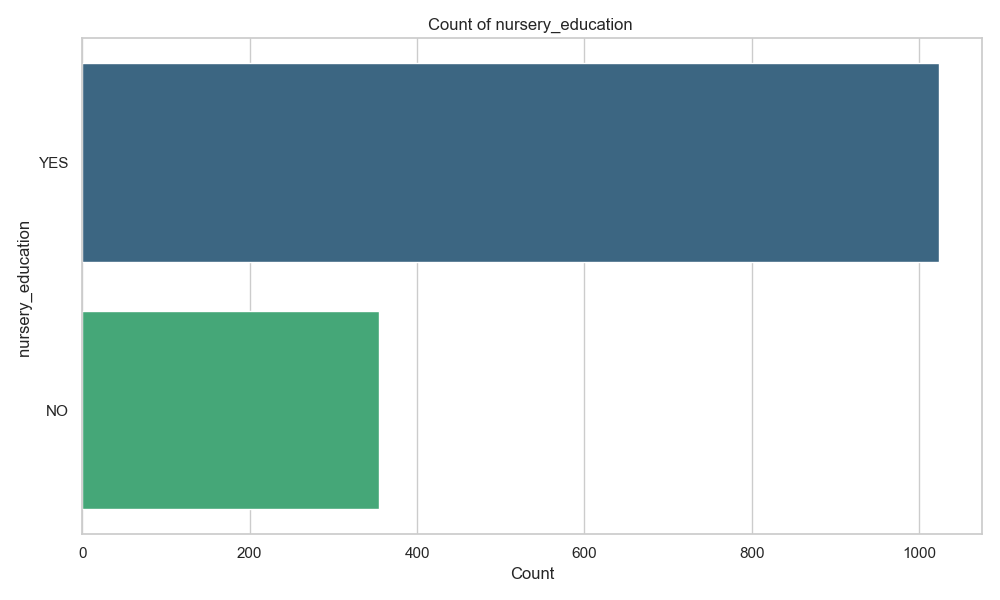 Count of nursery_education
nursery_education
YES
NO
0 200 400 600 800 1000
Count